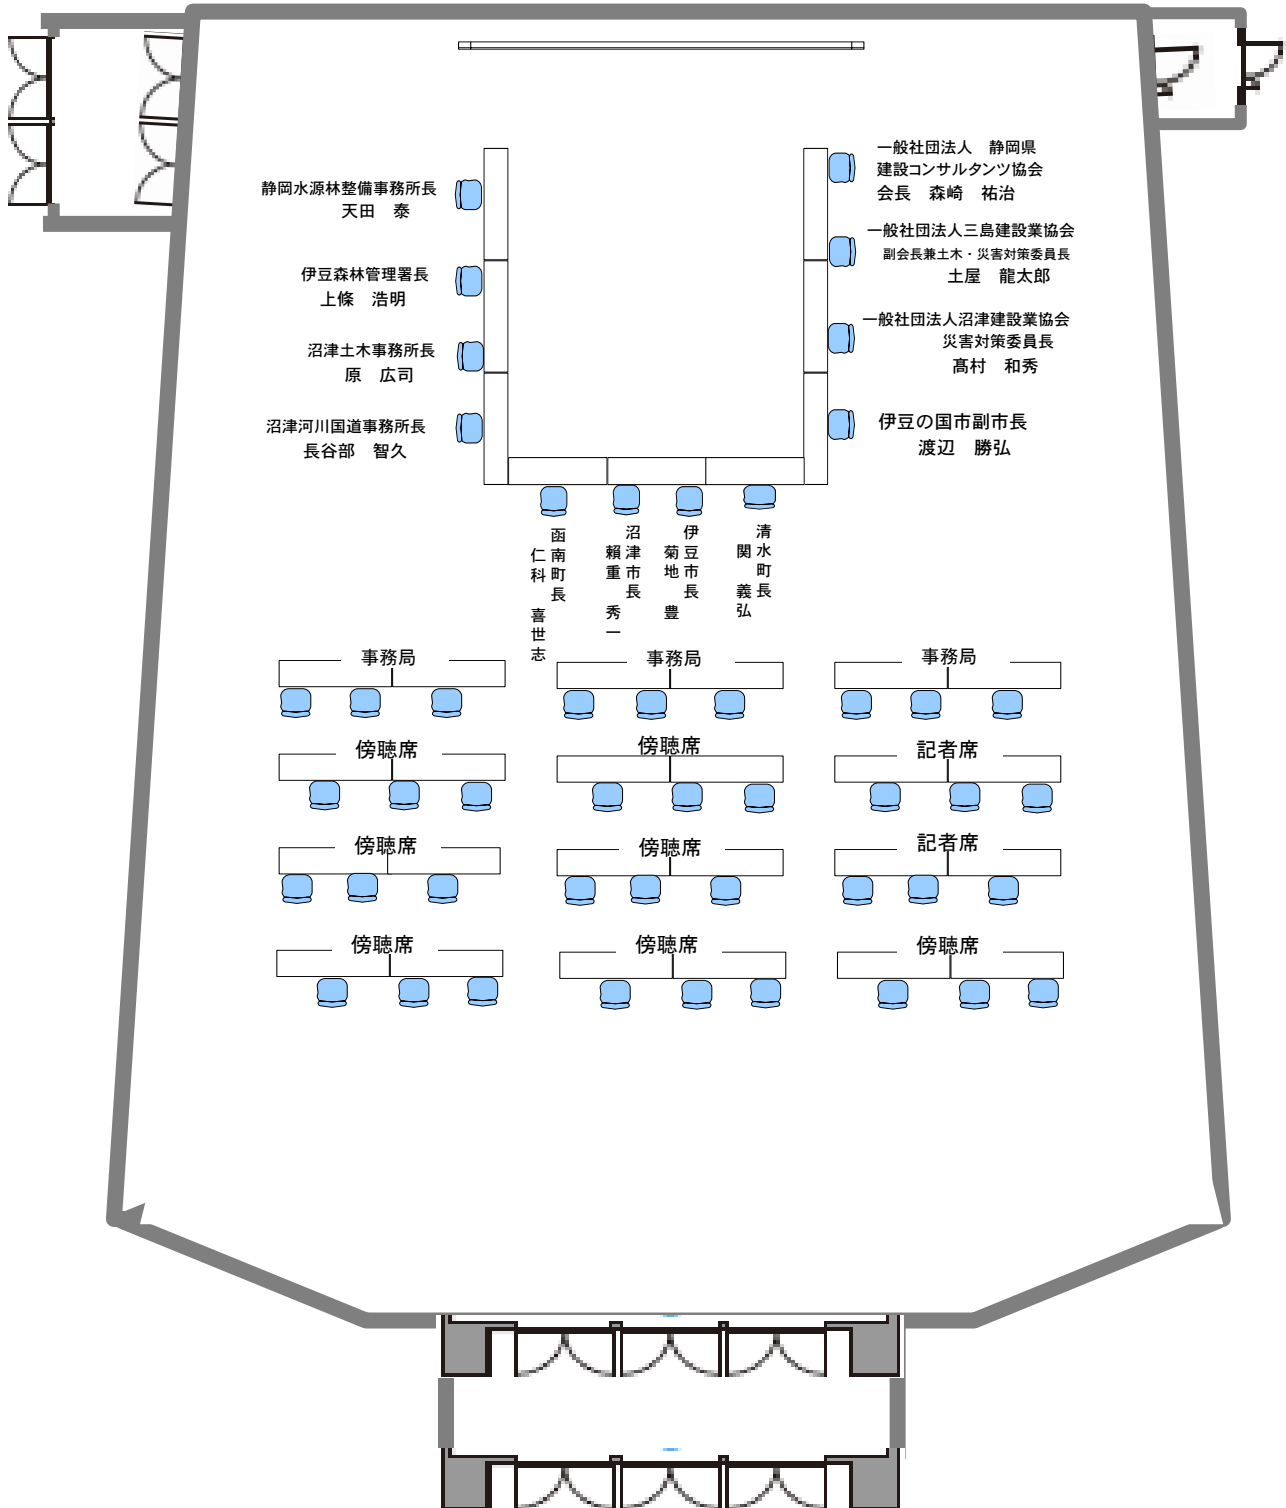 静岡水源林整備事務所長
天田　泰
伊豆森林管理署長
上條　浩明
沼津土木事務所長
原　広司
沼津河川国道事務所長
長谷部　智久
一般社団法人　静岡県
建設コンサルタンツ協会
会長　森崎　祐治
一般社団法人三島建設業協会
副会長兼土木・災害対策委員長
土屋　龍太郎
一般社団法人沼津建設業協会
災害対策委員長
髙村　和秀
伊豆の国市副市長
渡辺　勝弘
函南町長
仁科　喜世志
沼津市長
賴重　秀一
伊豆市長
菊地　豊
清水町長
関　義弘
事務局
事務局
事務局
傍聴席
傍聴席
記者席
傍聴席
傍聴席
記者席
傍聴席
傍聴席
傍聴席